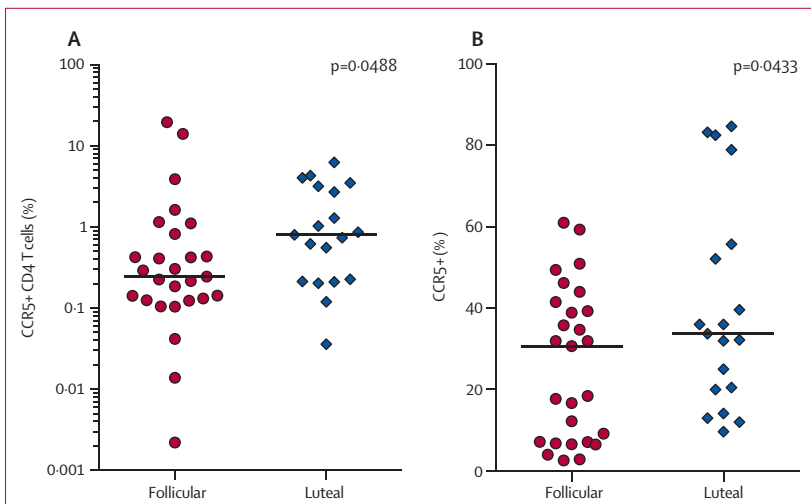 A
p=0·0488
100
10
1
0·1
0·01
0·001
CCR5+ CD4 T cells (%)
Follicular
Luteal
B
p=0·0433
100
80
60
40
20
0
CCR5+ (%)
Follicular
Luteal